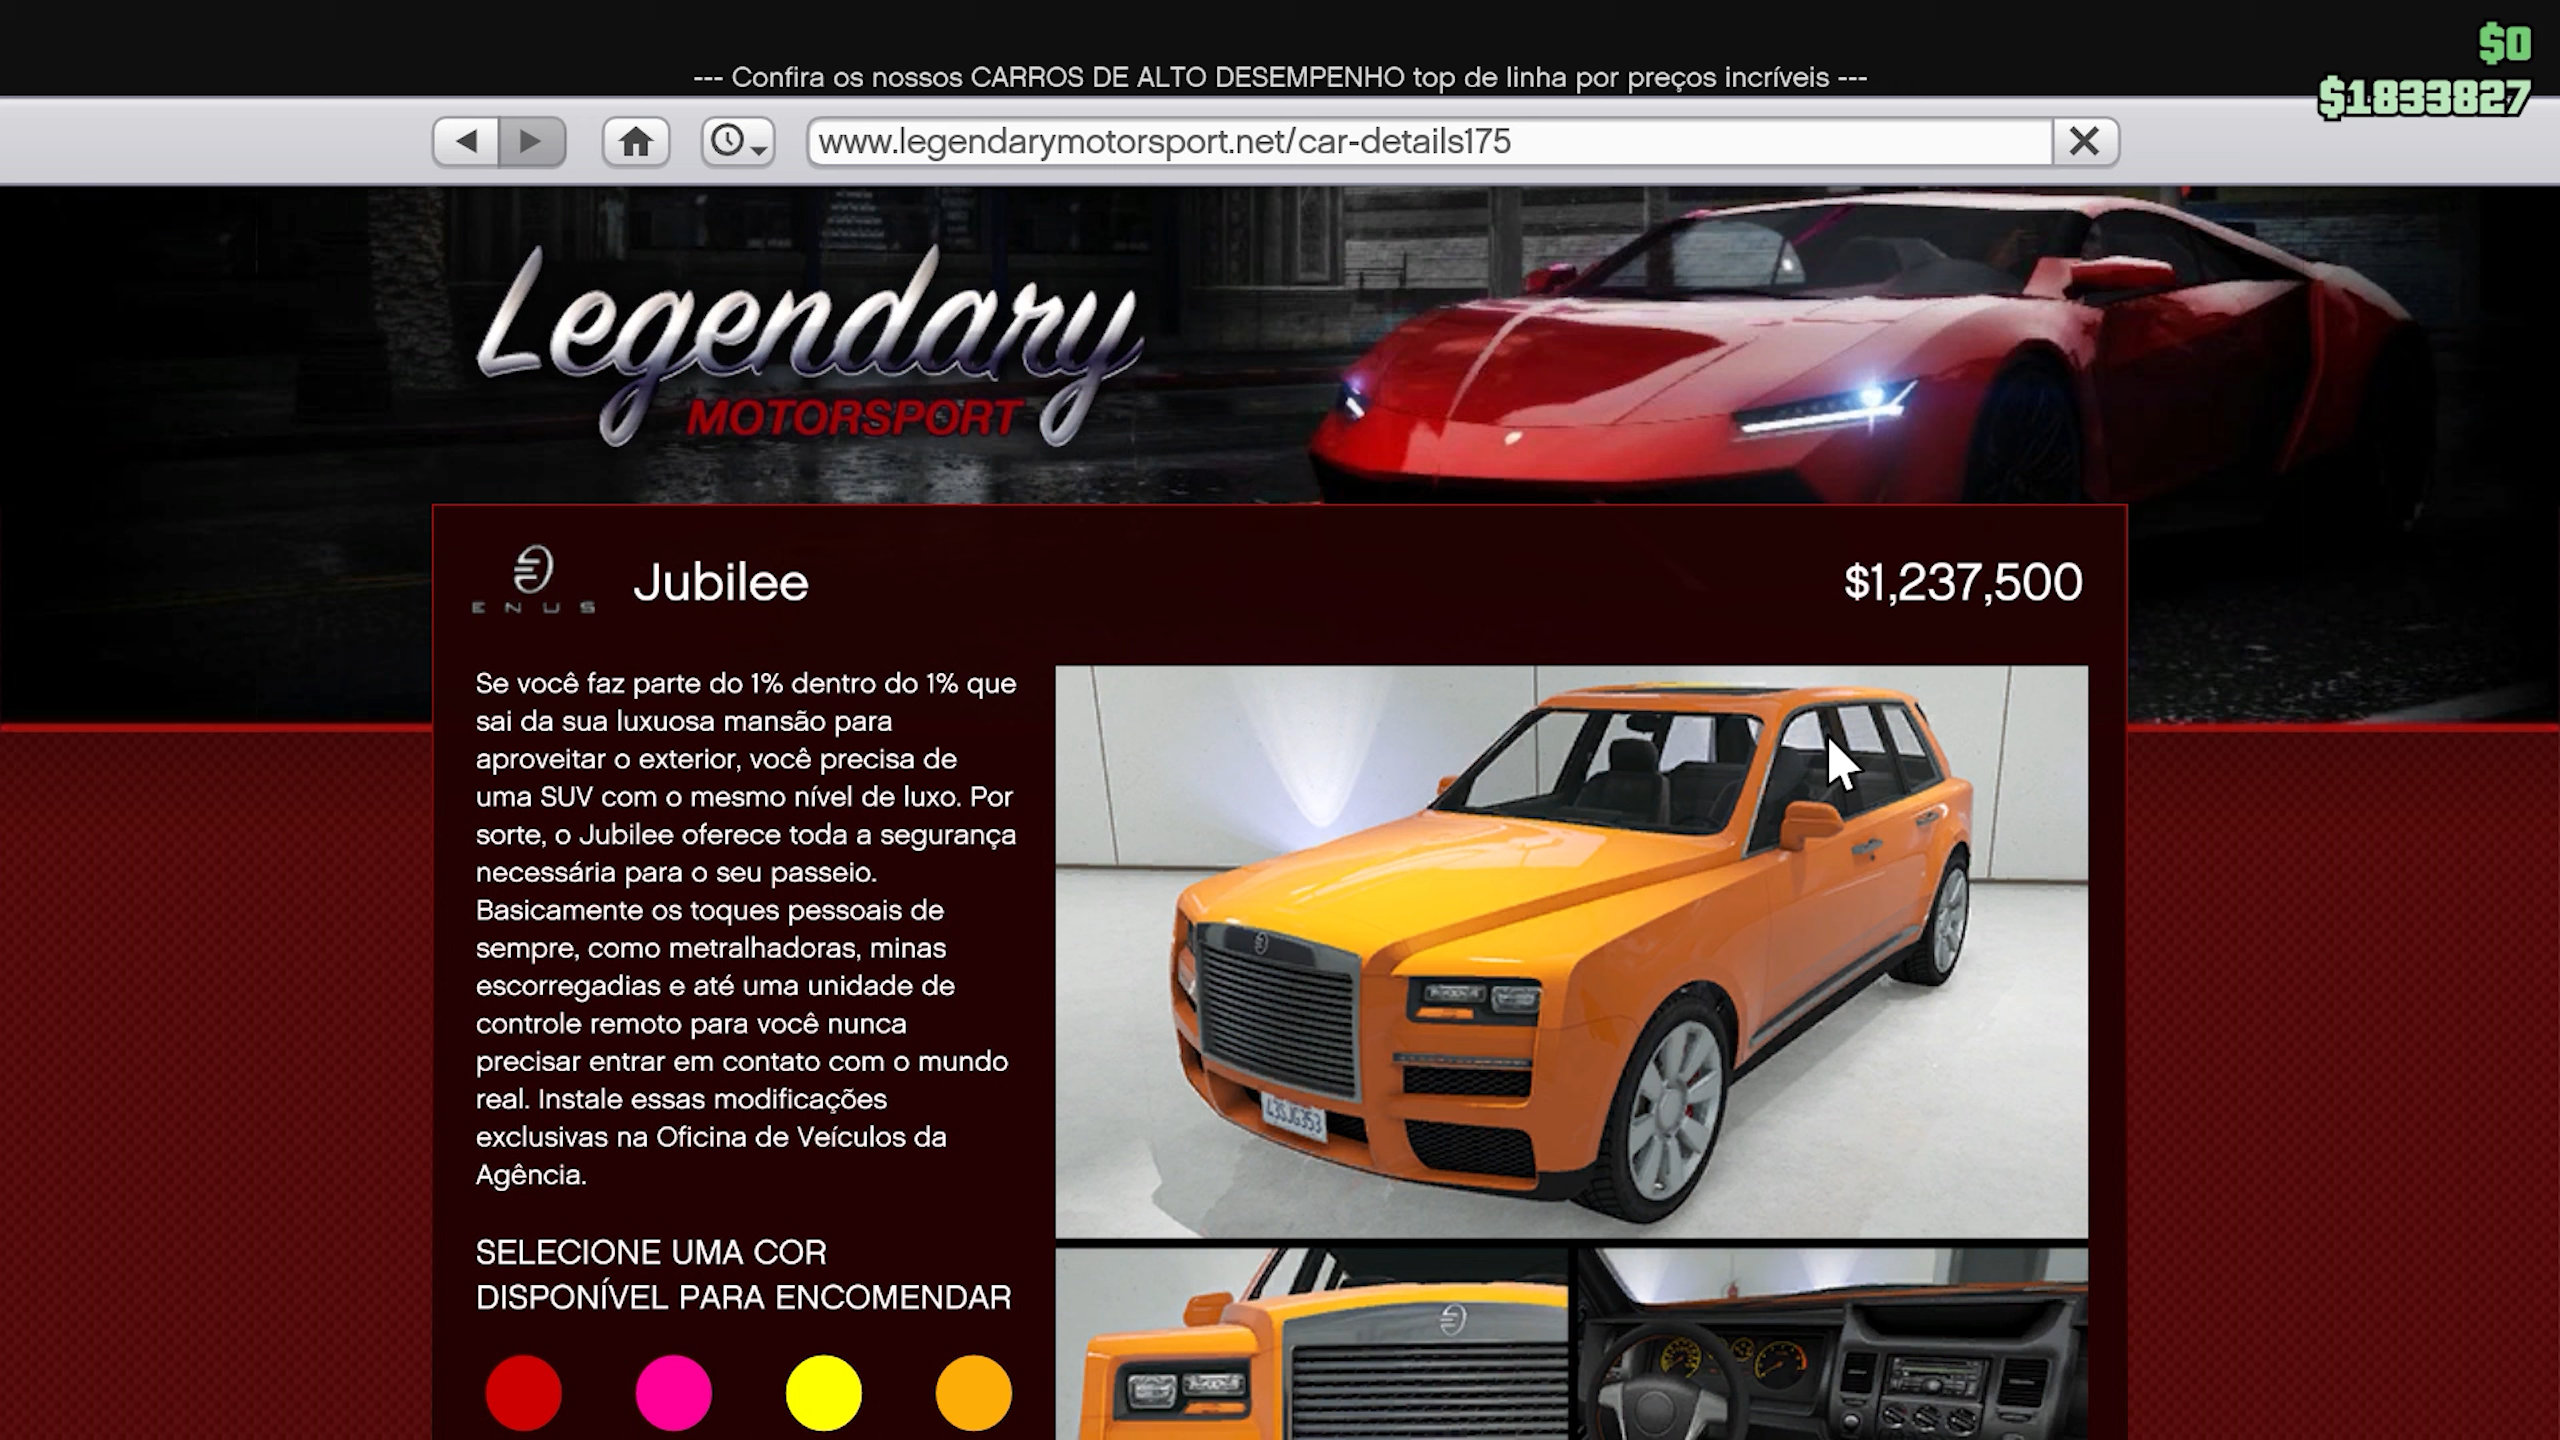 $0
$1833827
--- Confira os nossos CARROS DE ALTO DESEMPENHO top de linha por preços incríveis ---
www.legendarymotorsport.net/car-details175
Legendary
MOTORSPORT
ENUS
Jubilee
$1,237,500
Se você faz parte do 1% dentro do 1% que
sai da sua luxuosa mansão para
aproveitar o exterior, você precisa de
uma SUV com o mesmo nível de luxo. Por
sorte, o Jubilee oferece toda a segurança
necessária para o seu passeio.
Basicamente os toques pessoais de
sempre, como metralhadoras, minas
escorregadias e até uma unidade de
controle remoto para você nunca
precisar entrar em contato com o mundo
real. Instale essas modificações
exclusivas na Oficina de Veículos da
Agência.
SELECIONE UMA COR
DISPONÍVEL PARA ENCOMENDAR